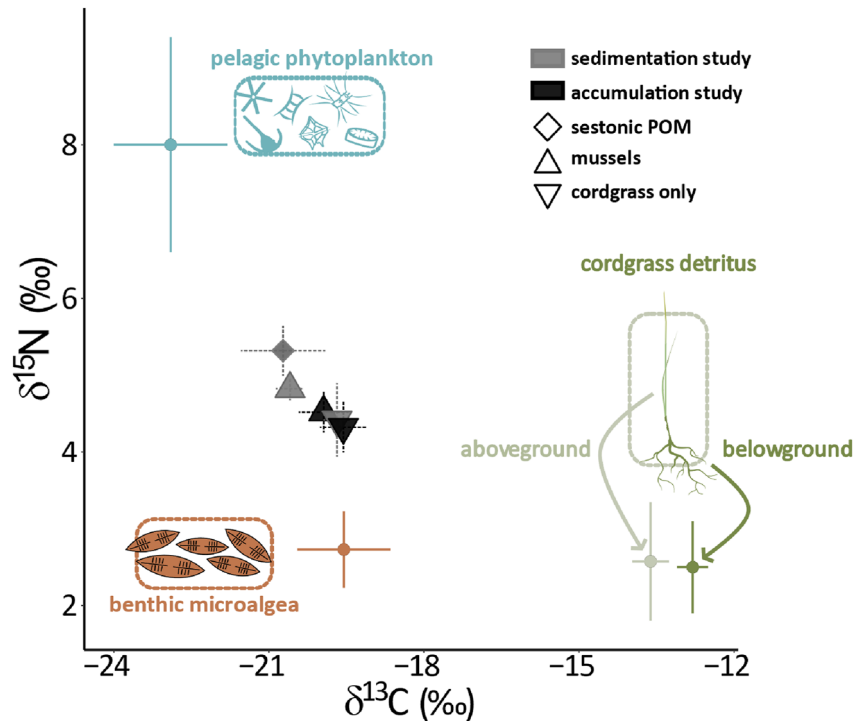 pelagic phytoplankton
sedimentation study
accumulation study
sestonic POM
mussels
cordgrass only
cordgrass detritus
aboveground
belowground
benthic microalgea
8
6
4
2
δ15N (‰)
−24
−21
−18
−15
−12
δ13C (‰)